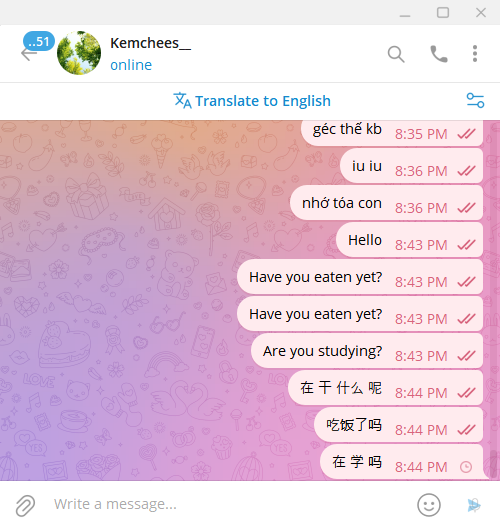 ..51
Kemchees__
online
Translate to English
géc thế kb 8:35 PM
iu iu 8:36 PM
nhớ tóa con 8:36 PM
Hello 8:43 PM
Have you eaten yet? 8:43 PM
Have you eaten yet? 8:43 PM
Are you studying? 8:43 PM
在 干 什么 呢 8:44 PM
吃饭了吗 8:44 PM
在 学 吗 8:44 PM
Write a message...